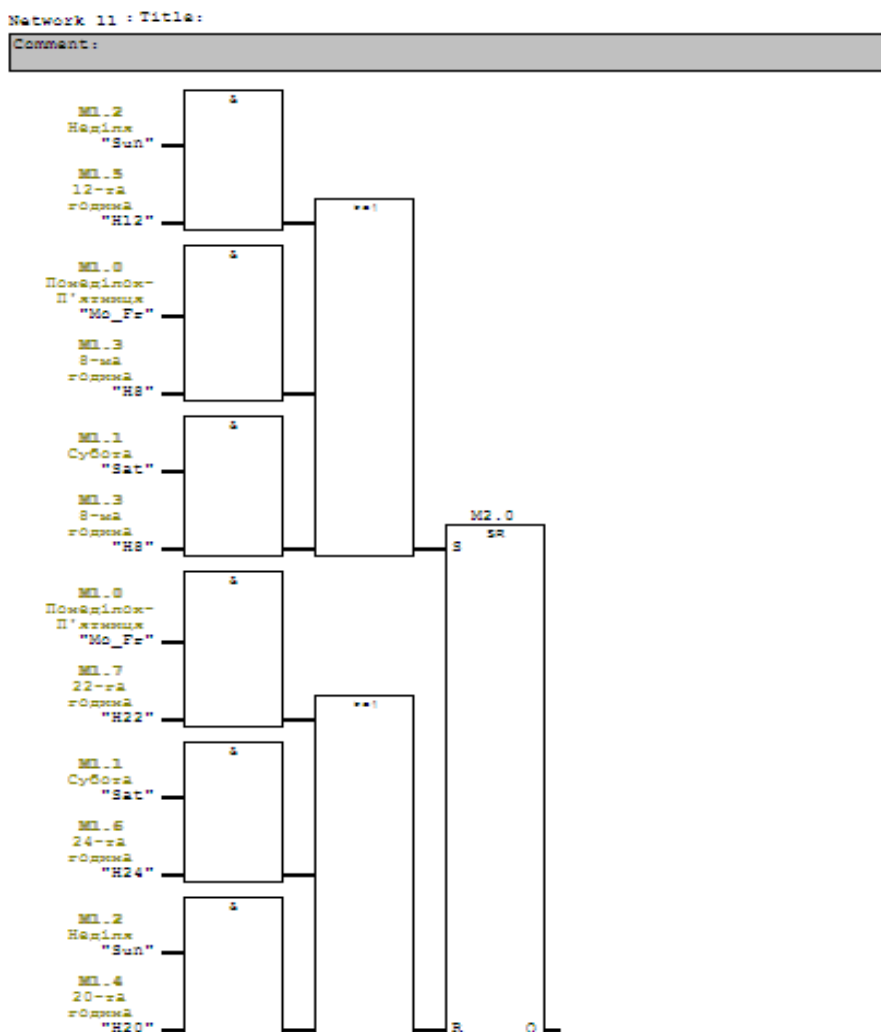 Network 11 : Title:
Comment:
&
M1.2
Неділя
"Sun"
M1.5
12-та
година
"H12"
>=1
&
M1.0
Понеділок-
П'ятниця
"Mo_Fr"
M1.3
8-ма
година
"H8"
&
M1.1
Субота
"Sat"
M1.3
8-ма
година
"H8"
M2.0
SR
S
&
M1.0
Понеділок-
П'ятниця
"Mo_Fr"
M1.7
22-га
година
"H22"
>=1
&
M1.1
Субота
"Sat"
M1.6
24-та
година
"H24"
&
M1.2
Неділя
"Sun"
M1.4
20-та
година
"H20"
R Q